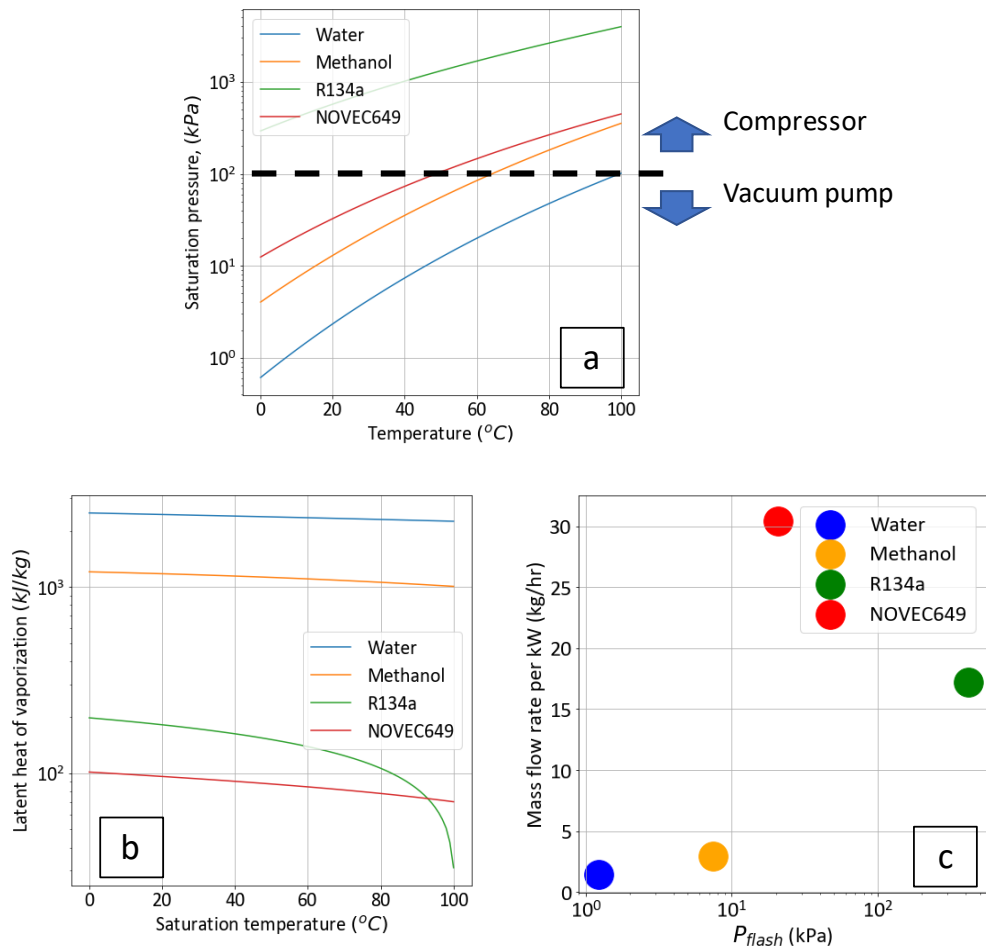 Saturation pressure, (kPa)
10^3
10^2
10^1
10^0
Water
Methanol
R134a
NOVEC649
Compressor
Vacuum pump
a
0 20 40 60 80 100
Temperature (°C)
Latent heat of vaporization (kJ/kg)
10^3
10^2
Water
Methanol
R134a
NOVEC649
b
0 20 40 60 80 100
Saturation temperature (°C)
Mass flow rate per kW (kg/hr)
30
25
20
15
10
5
0
Water
Methanol
R134a
NOVEC649
c
10^0 10^1 10^2
P_flash (kPa)